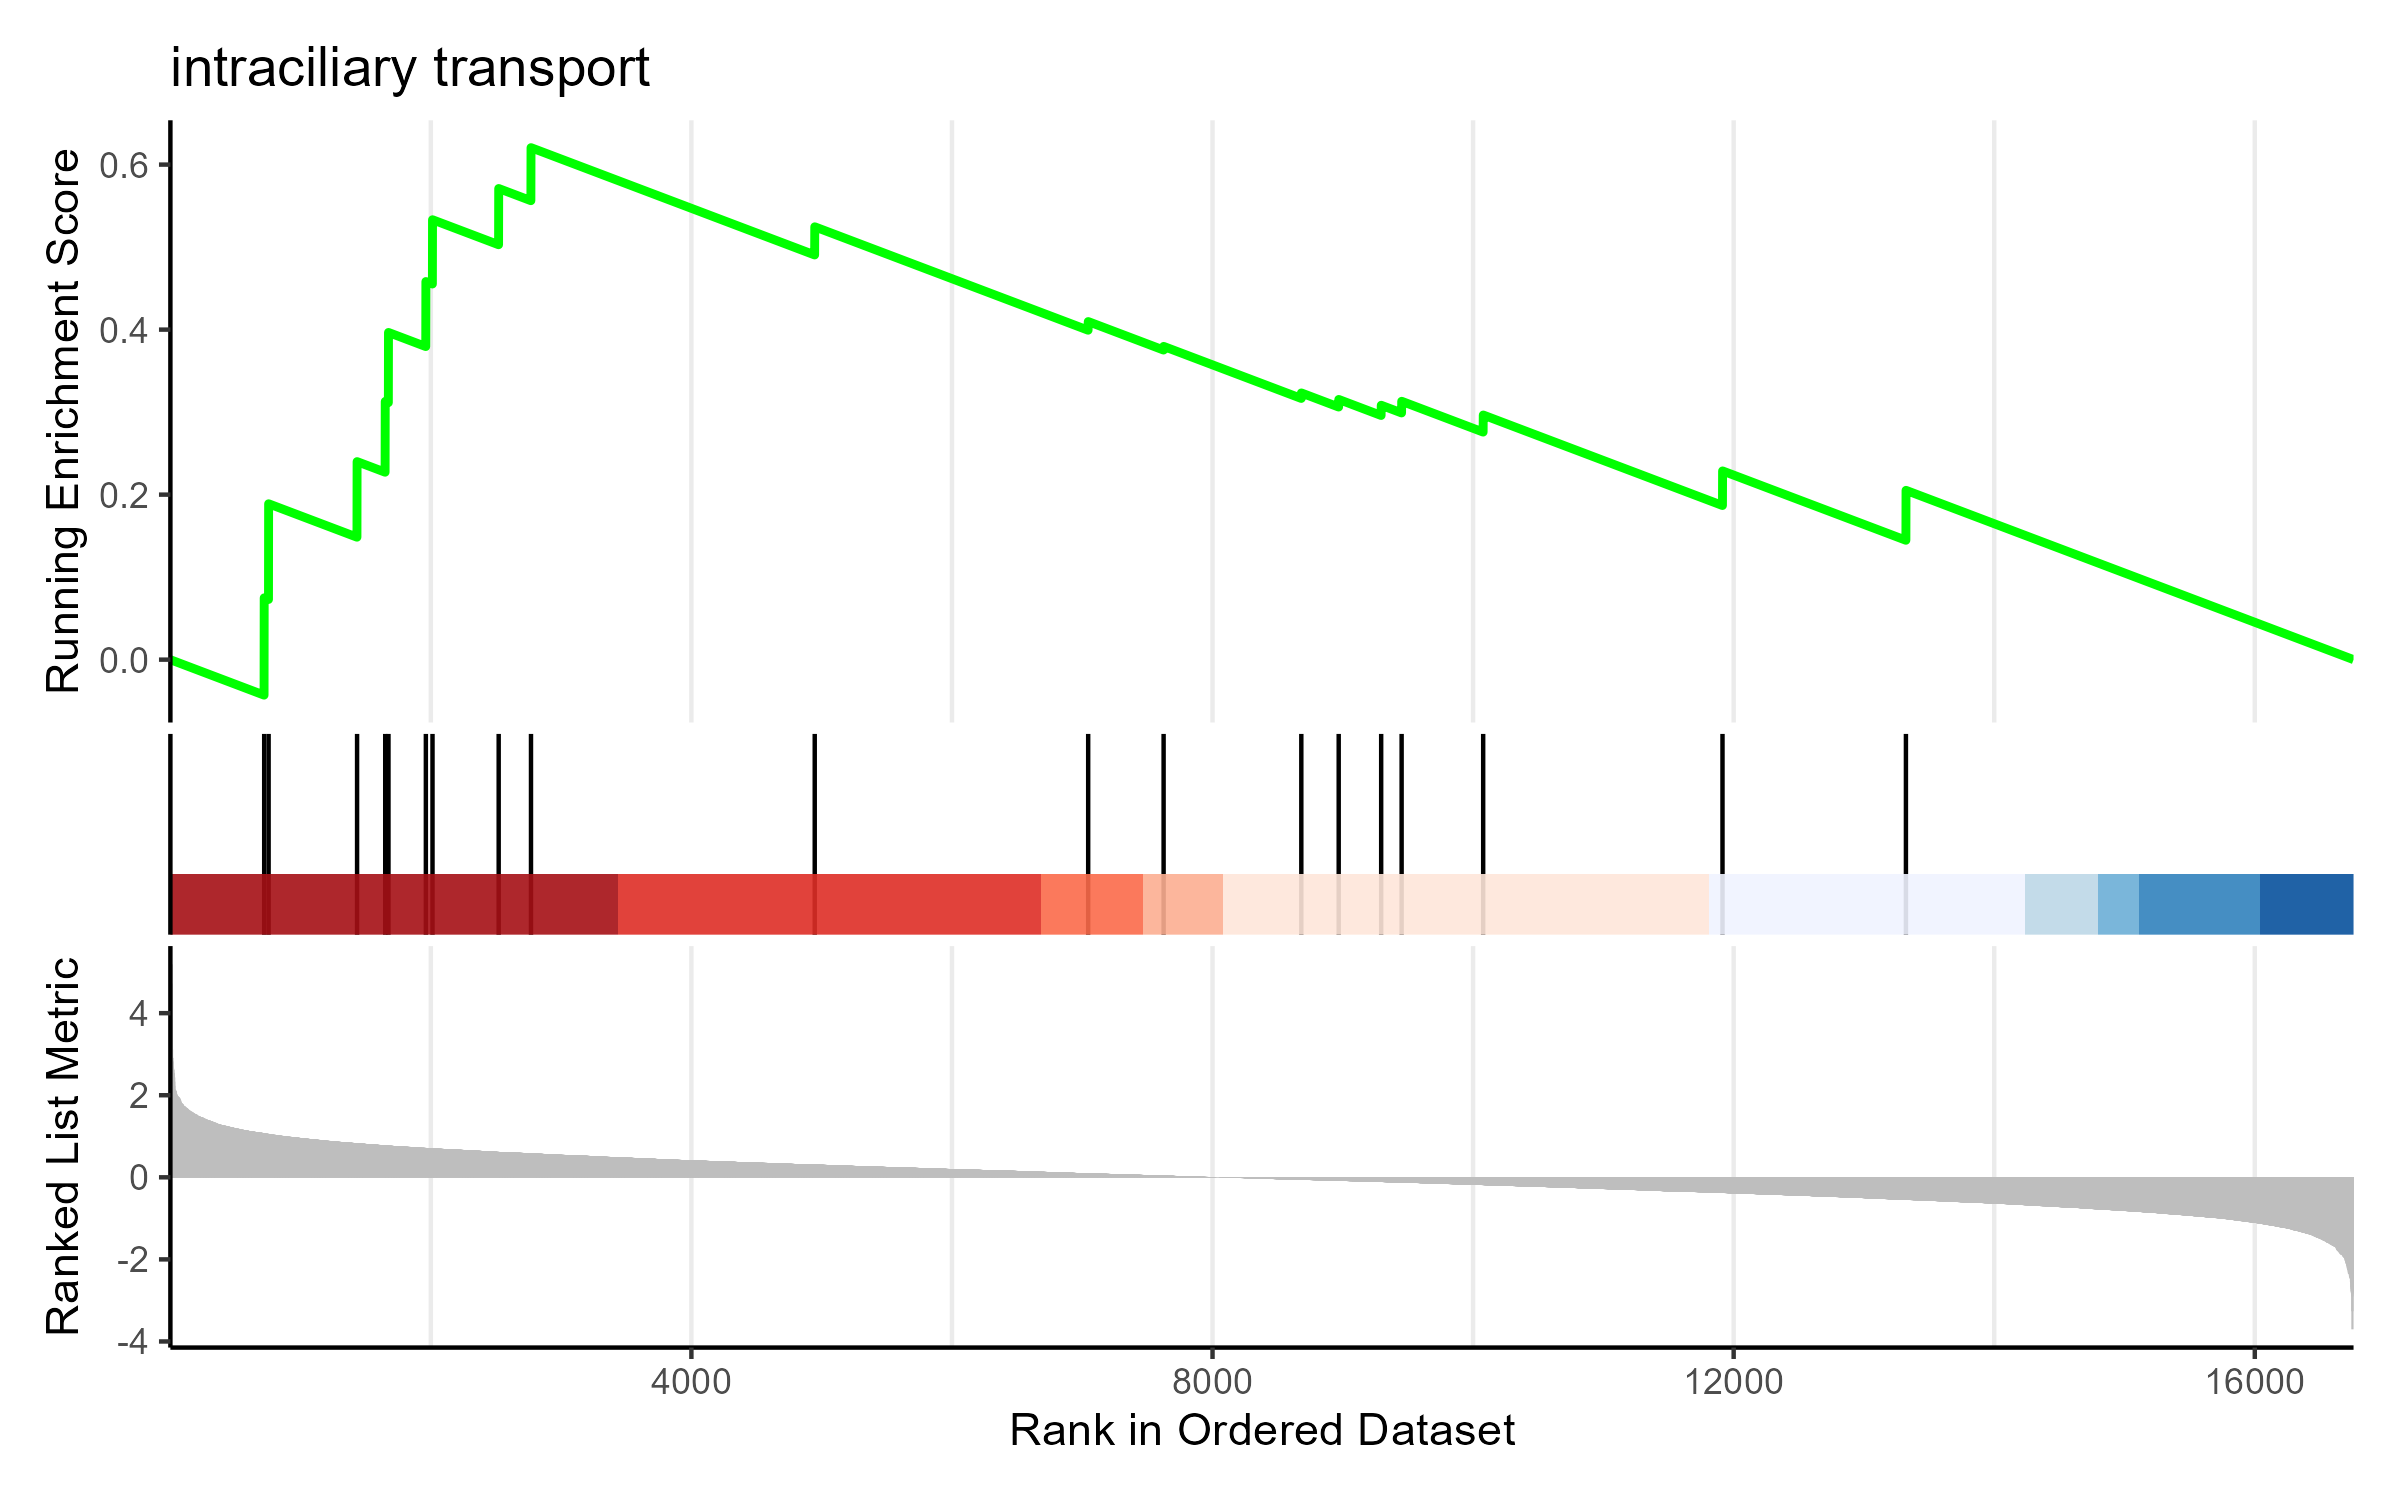 intraciliary transport
Running Enrichment Score
0.6
0.4
0.2
0.0
Ranked List Metric
4
2
0
-2
-4
4000 8000 12000 16000
Rank in Ordered Dataset